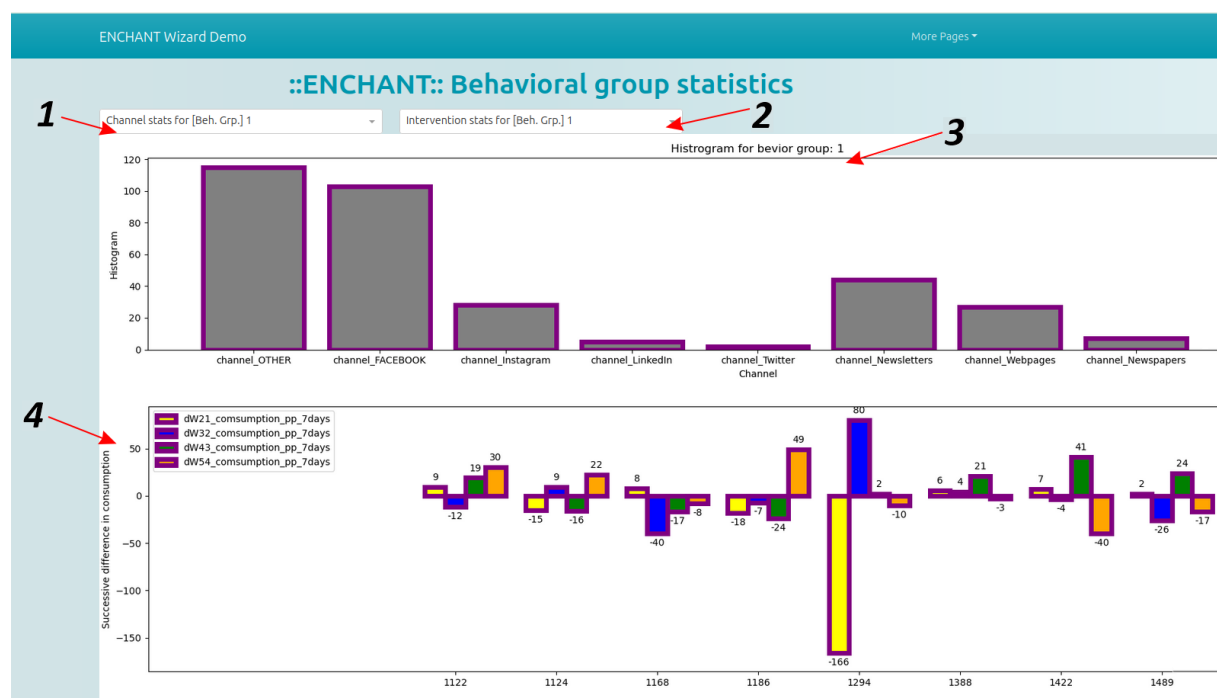 ENCHANT Wizard Demo
More Pages
::ENCHANT:: Behavioral group statistics
1
Channel stats for [Beh. Grp.] 1
Intervention stats for [Beh. Grp.] 1
2
3
Histrogram for bevior group: 1
120
100
80
60
40
20
0
Histogram
channel_OTHER channel_FACEBOOK channel_Instagram channel_LinkedIn channel_Twitter channel_Newsletters channel_Webpages channel_Newspapers
Channel
4
dW21_comsumption_pp_7days
dW32_comsumption_pp_7days
dW43_comsumption_pp_7days
dW54_comsumption_pp_7days
50
0
−50
−100
−150
Successive difference in consumption
9 -12 19 30
-15 9 -16 22
8 -40 -17 -8
-18 -7 -24 49
-166 80 2 -10
6 4 21 -3
7 -4 41 -40
2 -26 24 -17
1122 1124 1168 1186 1294 1388 1422 1489